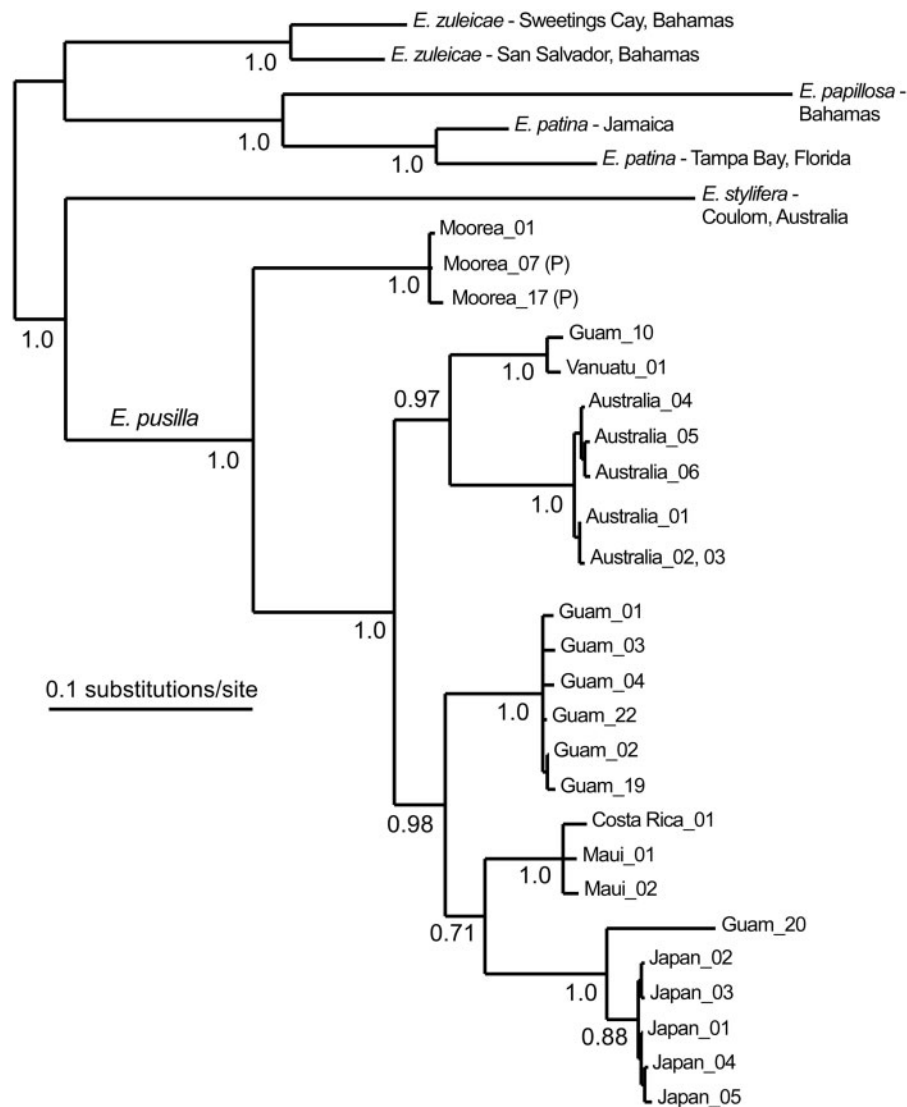 E. zuleicae - Sweetings Cay, Bahamas
E. zuleicae - San Salvador, Bahamas
1.0
E. papillosa -
Bahamas
1.0
E. patina - Jamaica
1.0
E. patina - Tampa Bay, Florida
E. stylifera -
Coulom, Australia
Moorea_01
Moorea_07 (P)
1.0
Moorea_17 (P)
1.0
Guam_10
1.0
Vanuatu_01
0.97
Australia_04
E. pusilla
Australia_05
1.0
Australia_06
1.0
Australia_01
Australia_02, 03
Guam_01
1.0
Guam_03
0.1 substitutions/site
Guam_04
1.0
Guam_22
Guam_02
Guam_19
0.98
Costa Rica_01
Maui_01
1.0
Maui_02
0.71
Guam_20
Japan_02
1.0
Japan_03
0.88
Japan_01
Japan_04
Japan_05